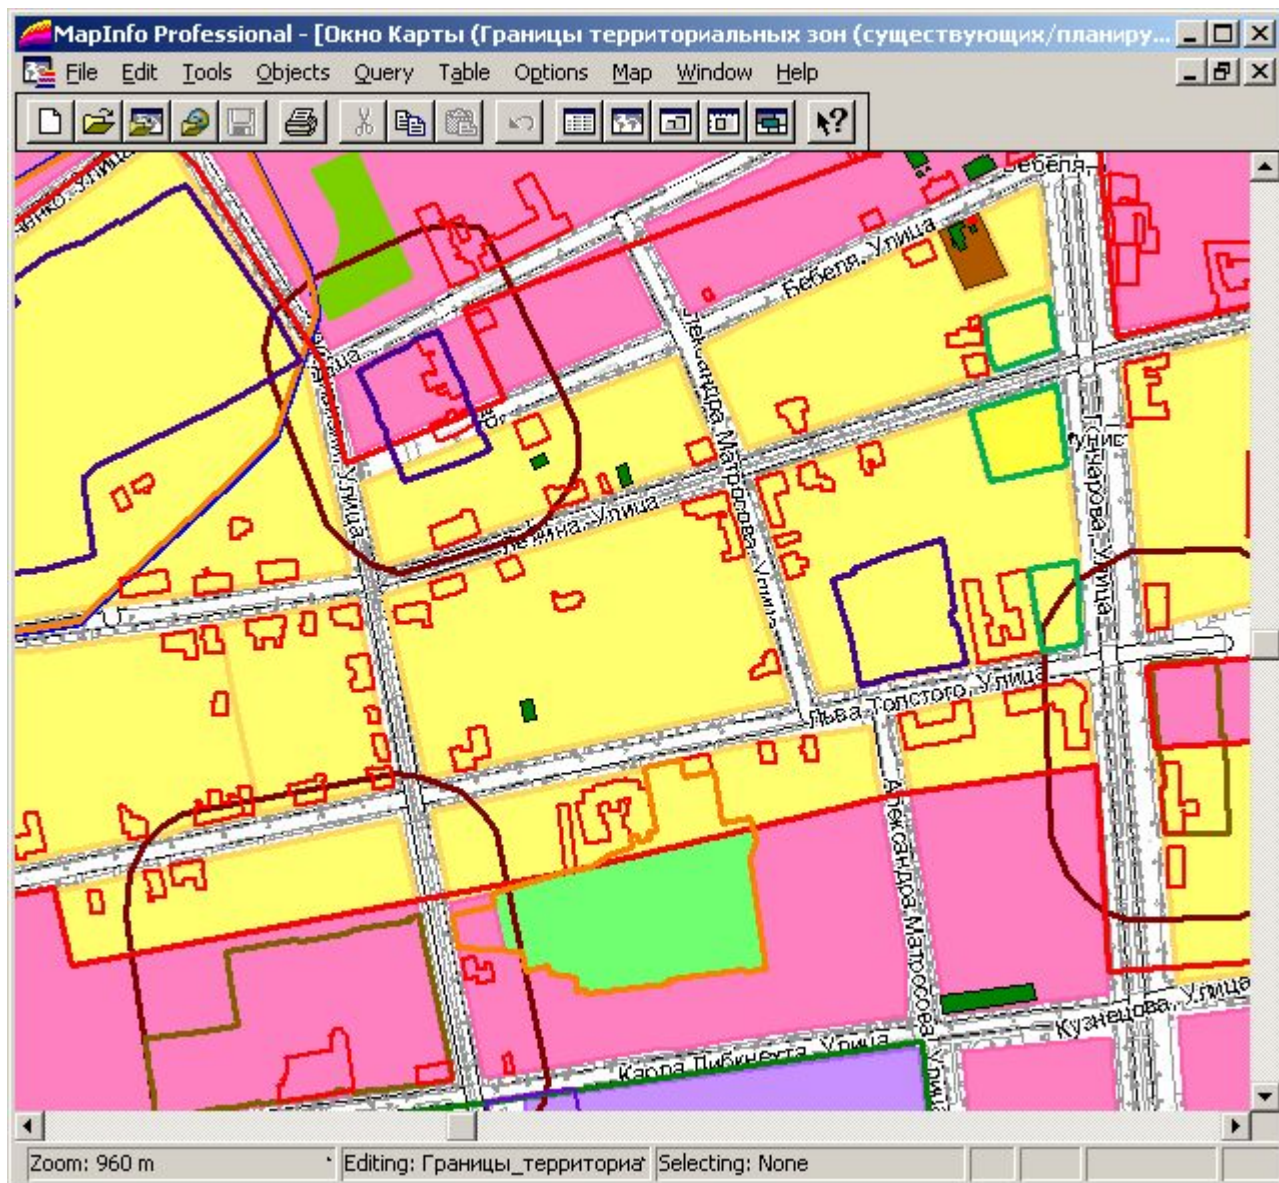 MapInfo Professional - [Окно Карты (Границы территориальных зон (существующих/планиру...
File Edit Tools Objects Query Table Options Map Window Help
Бебеля, Улица
Матросова, Улица
Гончарова, Улица
Ленина, Улица
Улица
Льва Толстого, Улица
Александра Матросова, Улица
Кузнецова, Улица
Карла Либкнехта, Улица
Zoom: 960 m
Editing: Границы_территориа
Selecting: None